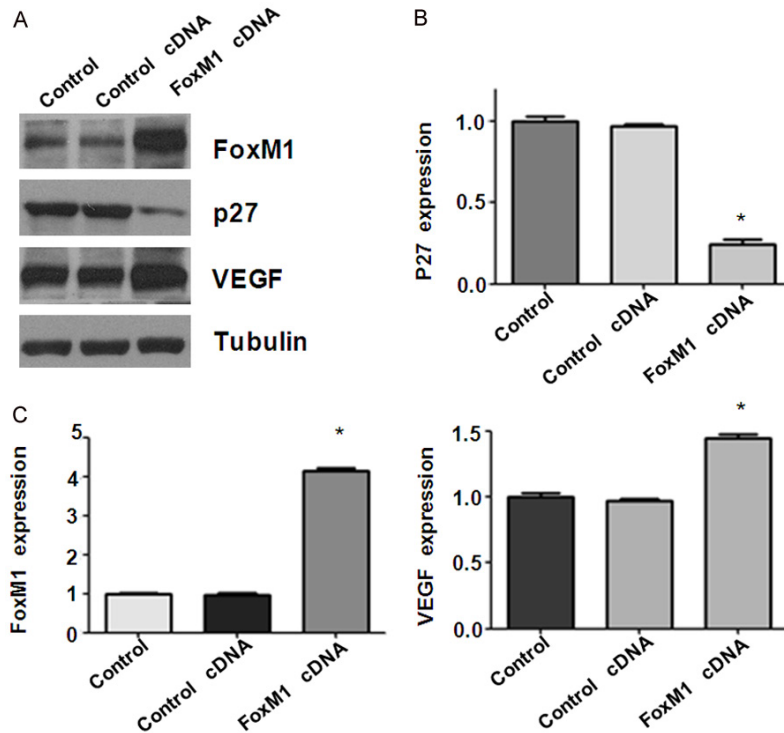 A
Control
Control cDNA
FoxM1 cDNA
FoxM1
p27
VEGF
Tubulin
B
P27 expression
1.0
0.5
0.0
*
Control
Control cDNA
FoxM1 cDNA
C
FoxM1 expression
5
4
3
2
1
0
*
Control
Control cDNA
FoxM1 cDNA
VEGF expression
1.5
1.0
0.5
0.0
*
Control
Control cDNA
FoxM1 cDNA